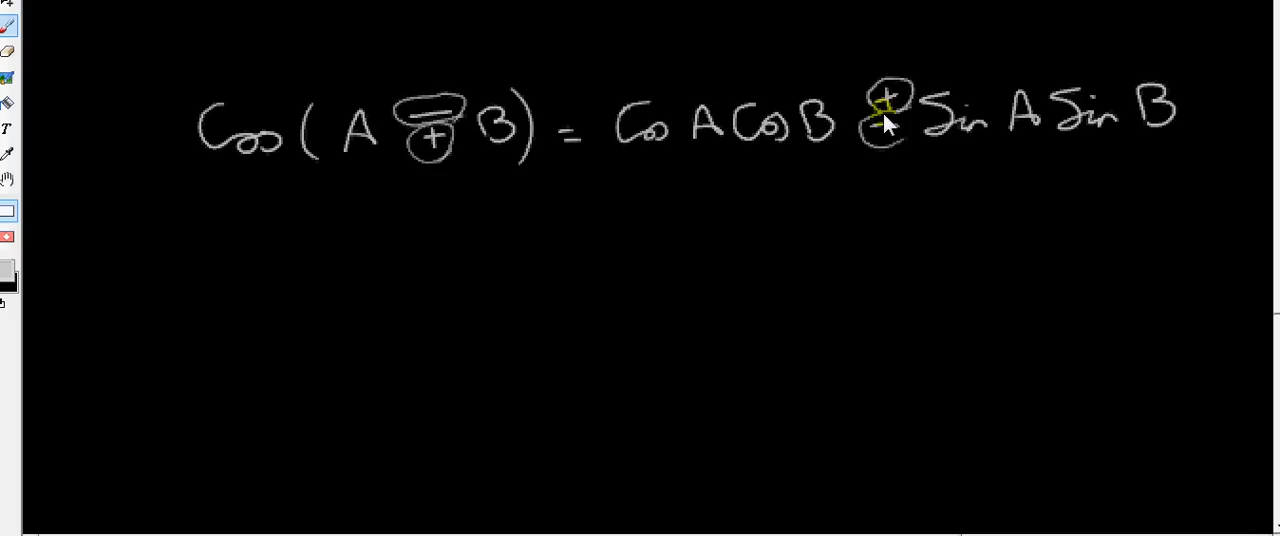 Cos(A ∓ B) = Cos A Cos B ± Sin A Sin B